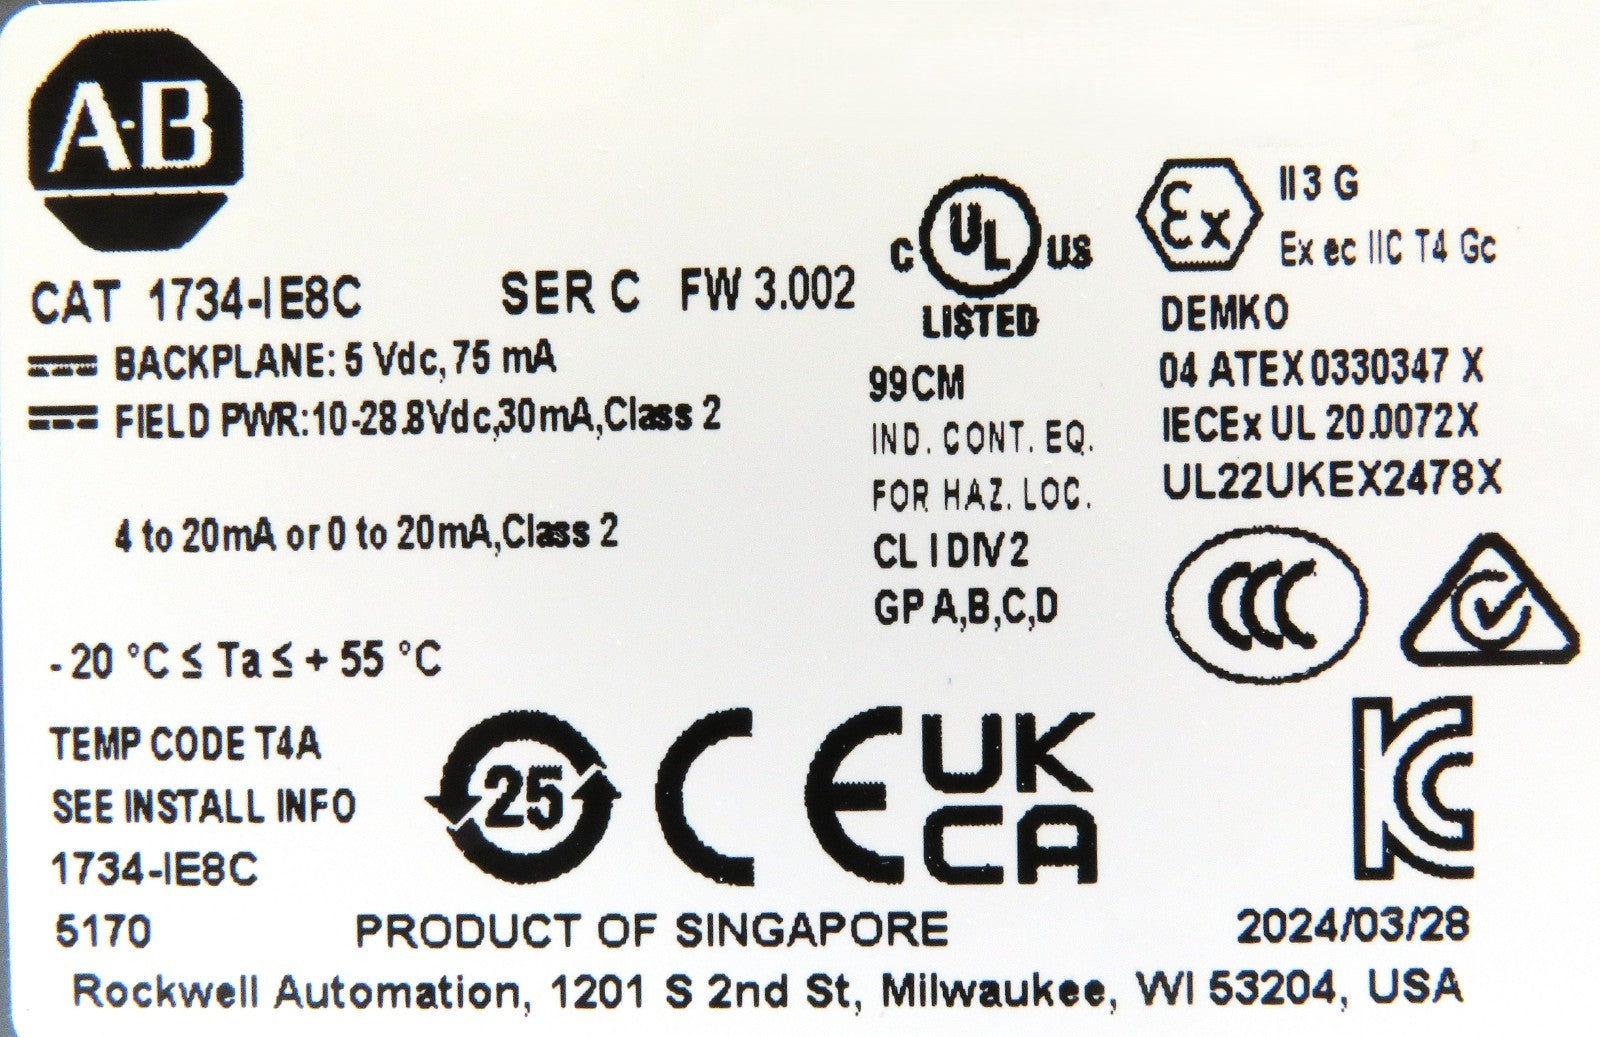 A-B
CAT 1734-IE8C SER C FW 3.002
BACKPLANE: 5 Vdc, 75 mA
FIELD PWR:10-28.8Vdc,30mA,Class 2
4 to 20mA or 0 to 20mA,Class 2
-20 °C ≤ Ta ≤ + 55 °C
TEMP CODE T4A
SEE INSTALL INFO
1734-IE8C
C UL US
LISTED
99CM
IND. CONT. EQ.
FOR HAZ. LOC.
CL I DIV 2
GP A,B,C,D
Ex II 3 G
Ex ec IIC T4 Gc
DEMKO
04 ATEX 0330347 X
IECEx UL 20.0072X
UL22UKEX2478X
CCC
25
CE
UK
CA
KC
5170 PRODUCT OF SINGAPORE 2024/03/28
Rockwell Automation, 1201 S 2nd St, Milwaukee, WI 53204, USA